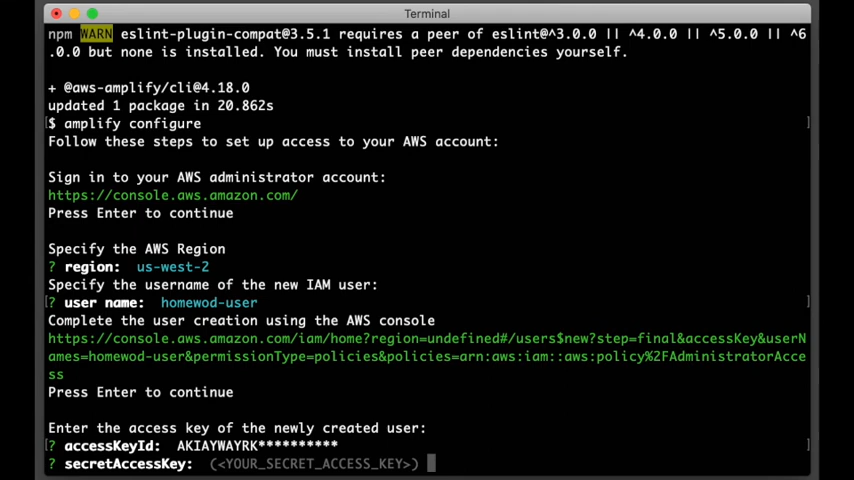 Terminal
npm WARN eslint-plugin-compat@3.5.1 requires a peer of eslint@^3.0.0 || ^4.0.0 || ^5.0.0 || ^6
.0.0 but none is installed. You must install peer dependencies yourself.
+ @aws-amplify/cli@4.18.0
updated 1 package in 20.862s
[$ amplify configure ]
Follow these steps to set up access to your AWS account:
Sign in to your AWS administrator account:
https://console.aws.amazon.com/
Press Enter to continue
Specify the AWS Region
? region:  us-west-2
Specify the username of the new IAM user:
[? user name:  homewod-user ]
Complete the user creation using the AWS console
https://console.aws.amazon.com/iam/home?region=undefined#/users$new?step=final&accessKey&userN
ames=homewod-user&permissionType=policies&policies=arn:aws:iam::aws:policy%2FAdministratorAcce
ss
Press Enter to continue
Enter the access key of the newly created user:
[? accessKeyId:  AKIAYWAYRK********** ]
? secretAccessKey:  (<YOUR_SECRET_ACCESS_KEY>)